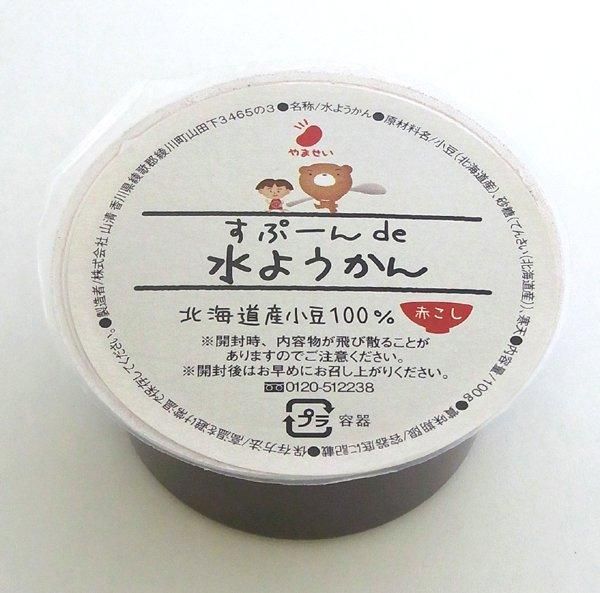 やませい
すぷーん de
水ようかん
北海道産小豆100%
赤こし
※開封時、内容物が飛び散ることが
ありますのでご注意ください。
※開封後はお早めにお召し上がりください。
0120-512238
プラ
容器
●名称/水ようかん●原材料名/小豆(北海道産)、砂糖(てんさい(北海道産))、寒天●内容量/100g●賞味期限/容器底に記載●保存方法/高温を避け常温で保存してください。●製造者/株式会社 山清 香川県綾歌郡綾川町山田下3465の3